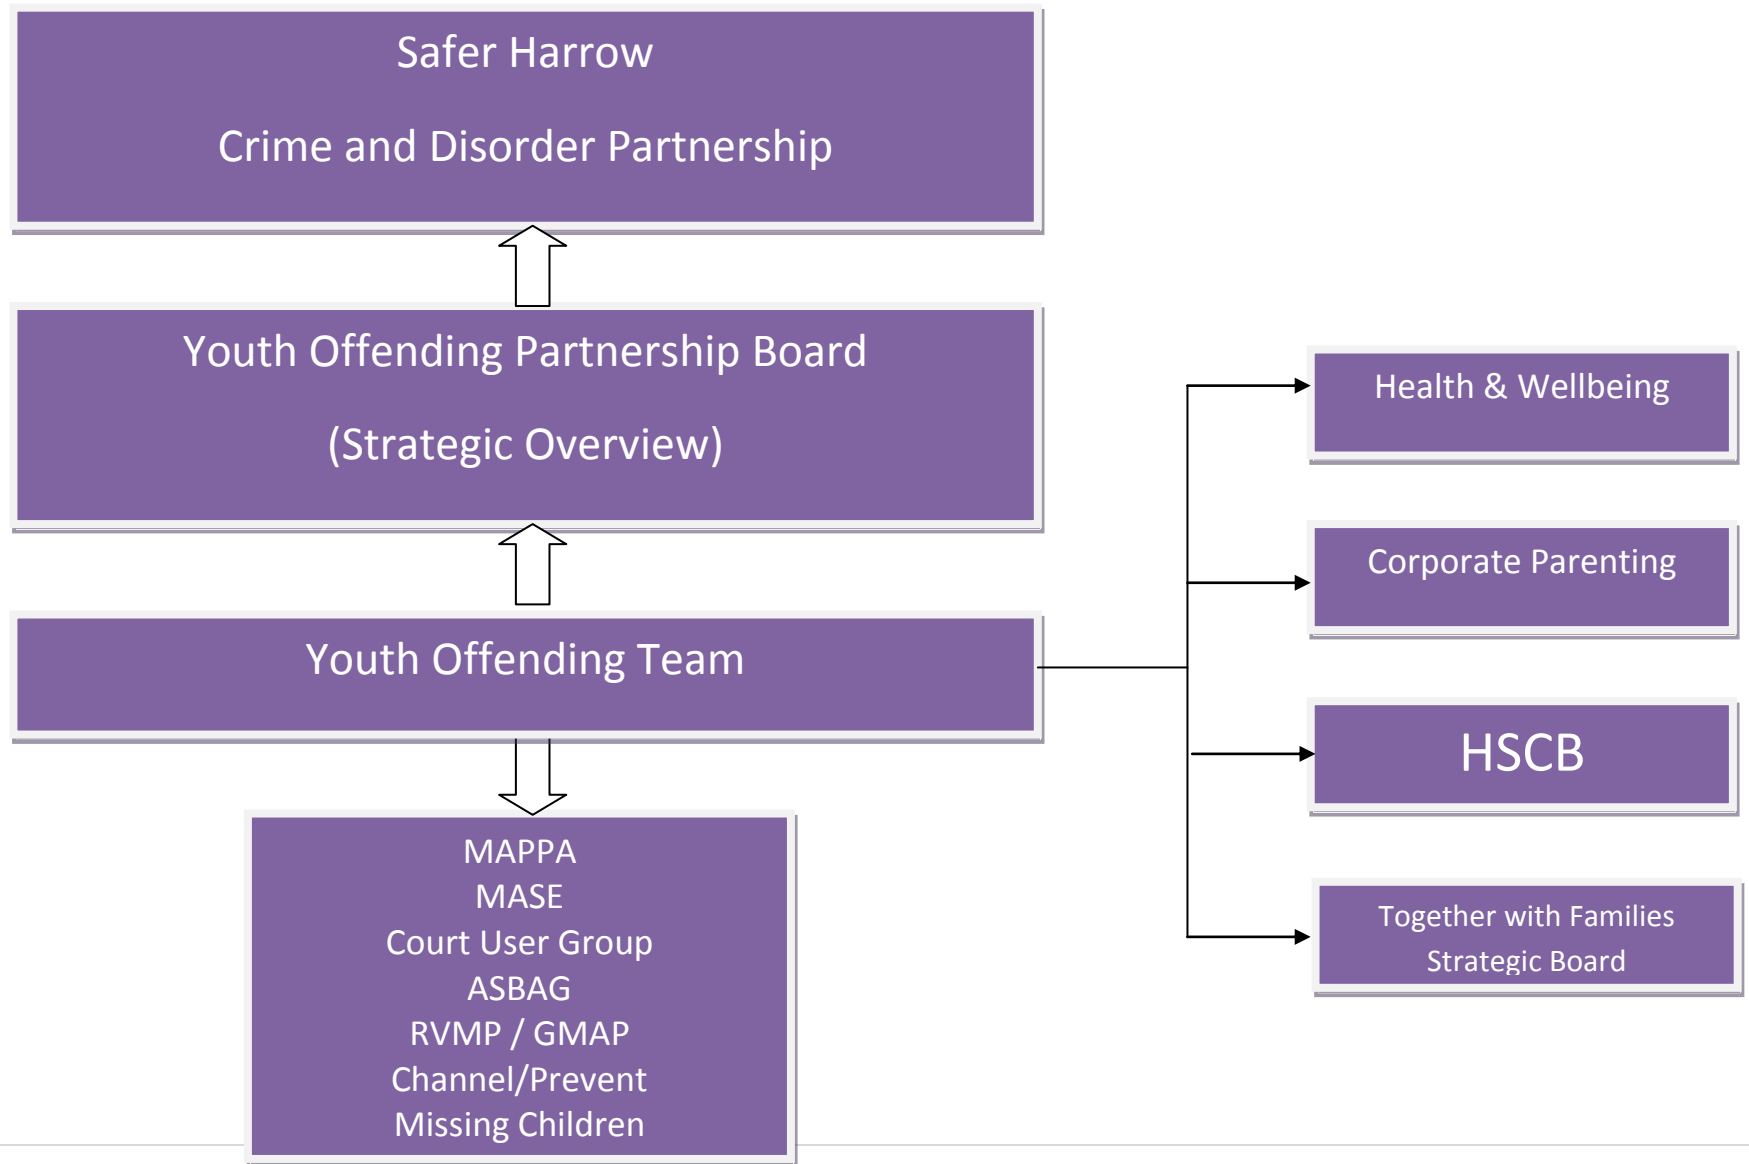 Safer Harrow
Crime and Disorder Partnership
Youth Offending Partnership Board
(Strategic Overview)
Youth Offending Team
MAPPA
MASE
Court User Group
ASBAG
RVMP / GMAP
Channel/Prevent
Missing Children
Health & Wellbeing
Corporate Parenting
HSCB
Together with Families
Strategic Board